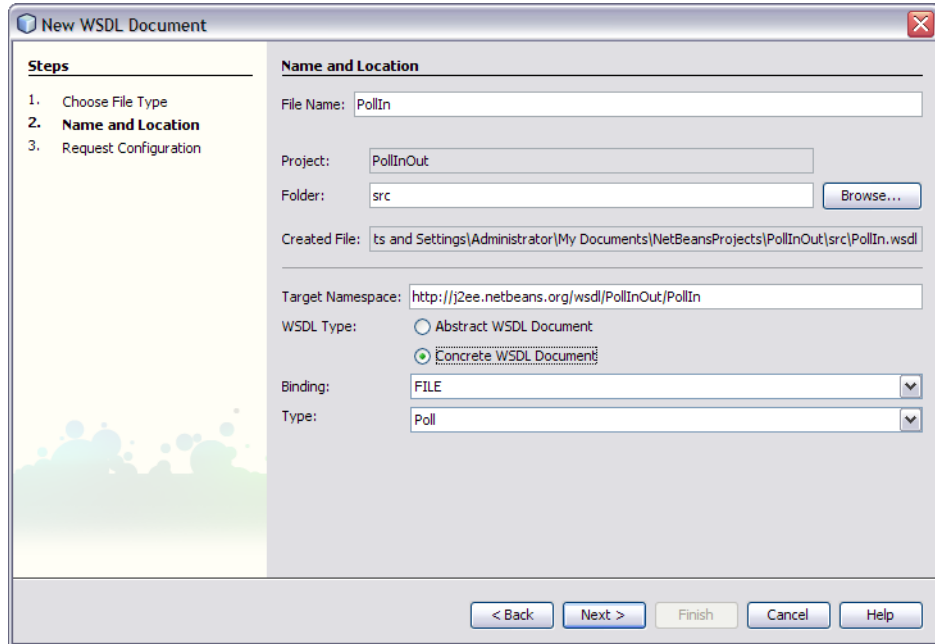 New WSDL Document
Steps
1. Choose File Type
2. Name and Location
3. Request Configuration
Name and Location
File Name: PollIn
Project: PollInOut
Folder: src Browse...
Created File: ts and Settings\Administrator\My Documents\NetBeansProjects\PollInOut\src\PollIn.wsdl
Target Namespace: http://j2ee.netbeans.org/wsdl/PollInOut/PollIn
WSDL Type: Abstract WSDL Document
Concrete WSDL Document
Binding: FILE
Type: Poll
< Back Next > Finish Cancel Help